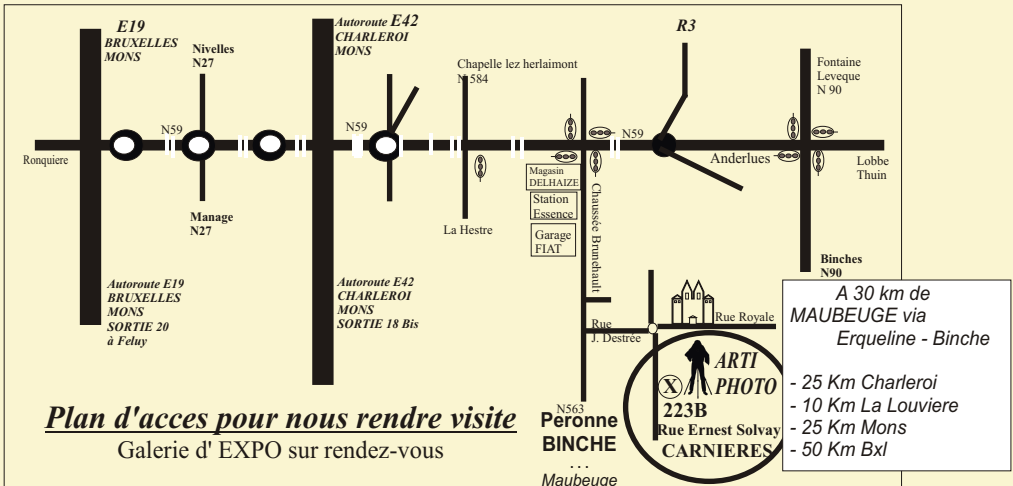 E19
BRUXELLES
MONS
Nivelles
N27
Autoroute E42
CHARLEROI
MONS
Chapelle lez herlaimont
N 584
R3
Fontaine
Leveque
N 90
N59
N59
N59
Ronquiere
Anderlues
Lobbe
Thuin
Magasin
DELHAIZE
Station
Essence
Garage
FIAT
Chaussée Brunehault
Manage
N27
La Hestre
Binches
N90
Autoroute E19
BRUXELLES
MONS
SORTIE 20
à Feluy
Autoroute E42
CHARLEROI
MONS
SORTIE 18 Bis
Rue
J. Destrée
Rue Royale
A 30 km de
MAUBEUGE via
Erqueline - Binche
- 25 Km Charleroi
- 10 Km La Louviere
- 25 Km Mons
- 50 Km Bxl
ARTI
PHOTO
X
223B
Rue Ernest Solvay
CARNIERES
N563
Peronne
BINCHE
...
Maubeuge
Plan d'acces pour nous rendre visite
Galerie d' EXPO sur rendez-vous